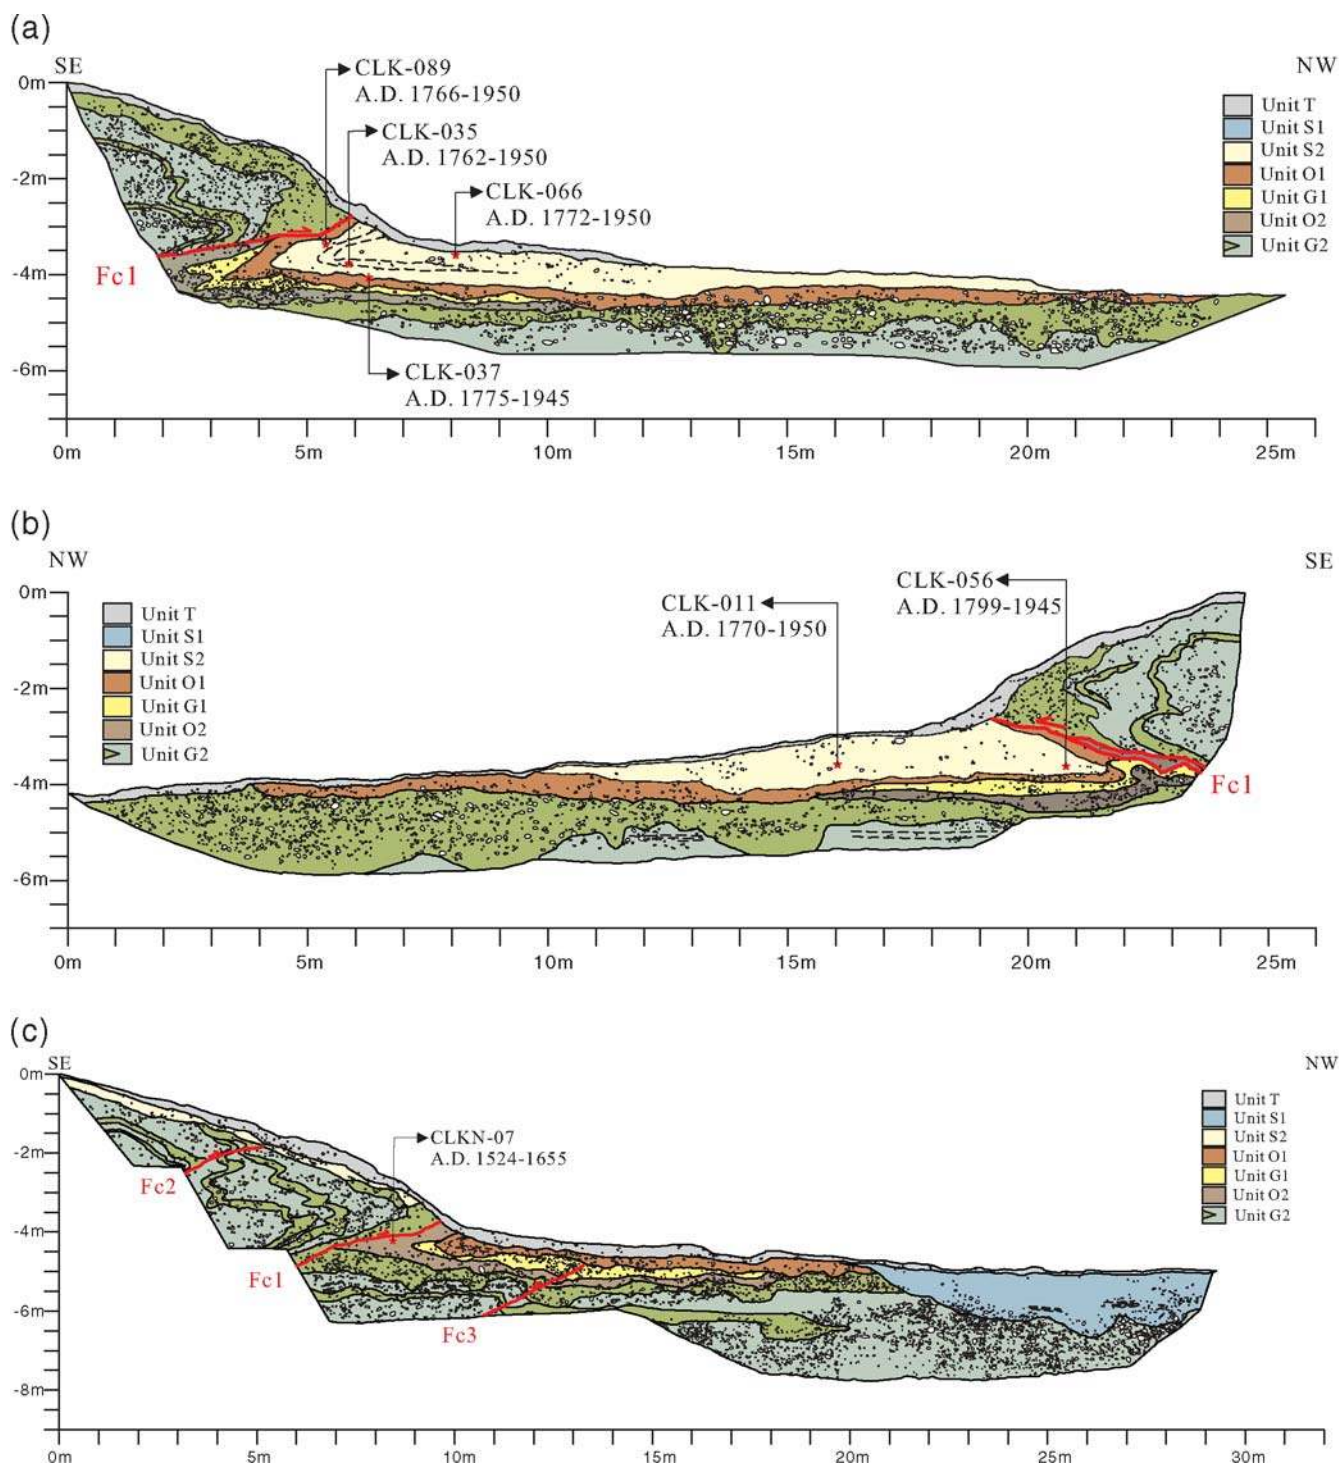 (a)
SE
NW
CLK-089
A.D. 1766-1950
CLK-035
A.D. 1762-1950
CLK-066
A.D. 1772-1950
CLK-037
A.D. 1775-1945
Fc1
Unit T
Unit S1
Unit S2
Unit O1
Unit G1
Unit O2
Unit G2
0m
-2m
-4m
-6m
0m 5m 10m 15m 20m 25m
(b)
NW
SE
Unit T
Unit S1
Unit S2
Unit O1
Unit G1
Unit O2
Unit G2
CLK-011
A.D. 1770-1950
CLK-056
A.D. 1799-1945
Fc1
0m
-2m
-4m
-6m
0m 5m 10m 15m 20m 25m
(c)
SE
NW
CLKN-07
A.D. 1524-1655
Fc2
Fc1
Fc3
Unit T
Unit S1
Unit S2
Unit O1
Unit G1
Unit O2
Unit G2
0m
-2m
-4m
-6m
-8m
0m 5m 10m 15m 20m 25m 30m